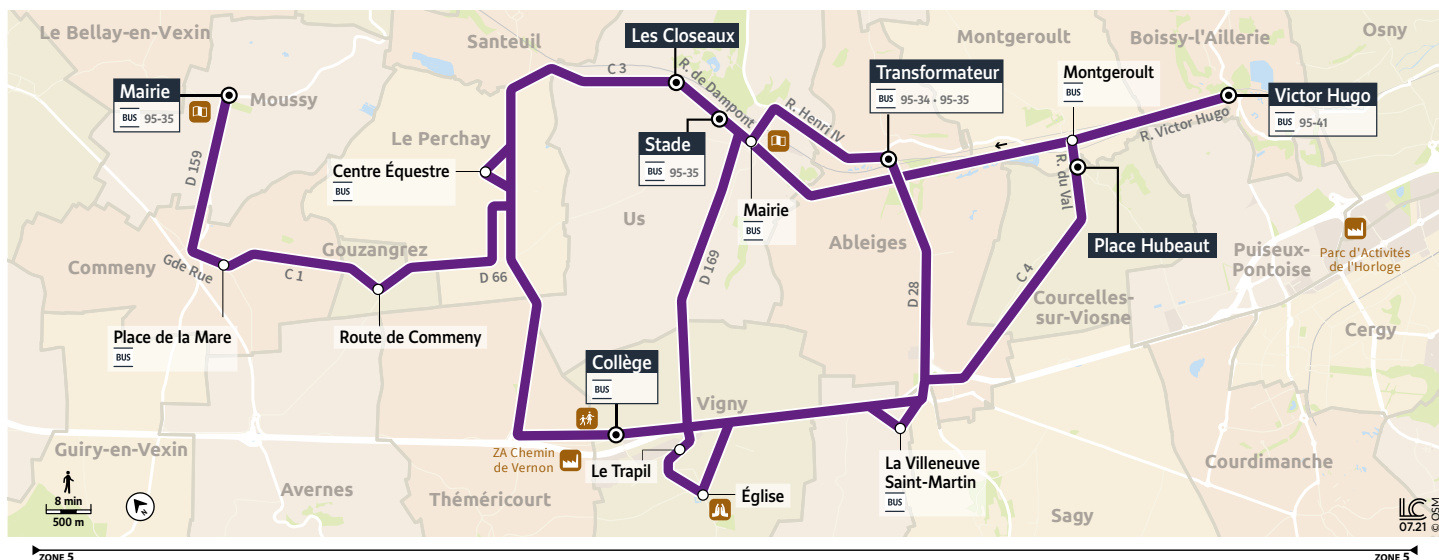 Le Bellay-en-Vexin
Santeuil
Les Closeaux
Montgeroult
Boissy-l'Aillerie
Osny
Mairie
BUS 95-35
Moussy
C 3
R. de Dampont
Transformateur
BUS 95-34 • 95-35
Montgeroult
BUS
Victor Hugo
BUS 95-41
R. Henri IV
R. Victor Hugo
Le Perchay
Stade
BUS 95-35
Centre Équestre
BUS
D 159
R. du Val
Mairie
BUS
Us
Ableiges
Place Hubeaut
Puiseux-
Pontoise
Parc d'Activités
de l'Horloge
Commeny
Gde Rue
Gouzangrez
C 1
D 66
D 169
D 28
C 4
Courcelles-
sur-Viosne
Cergy
Place de la Mare
BUS
Route de Commeny
Collège
BUS
Vigny
Guiry-en-Vexin
ZA Chemin
de Vernon
Le Trapil
La Villeneuve
Saint-Martin
BUS
Courdimanche
8 min
500 m
N
Avernes
Théméricourt
Église
Sagy
LC
07.21
© OSM
ZONE 5
ZONE 5